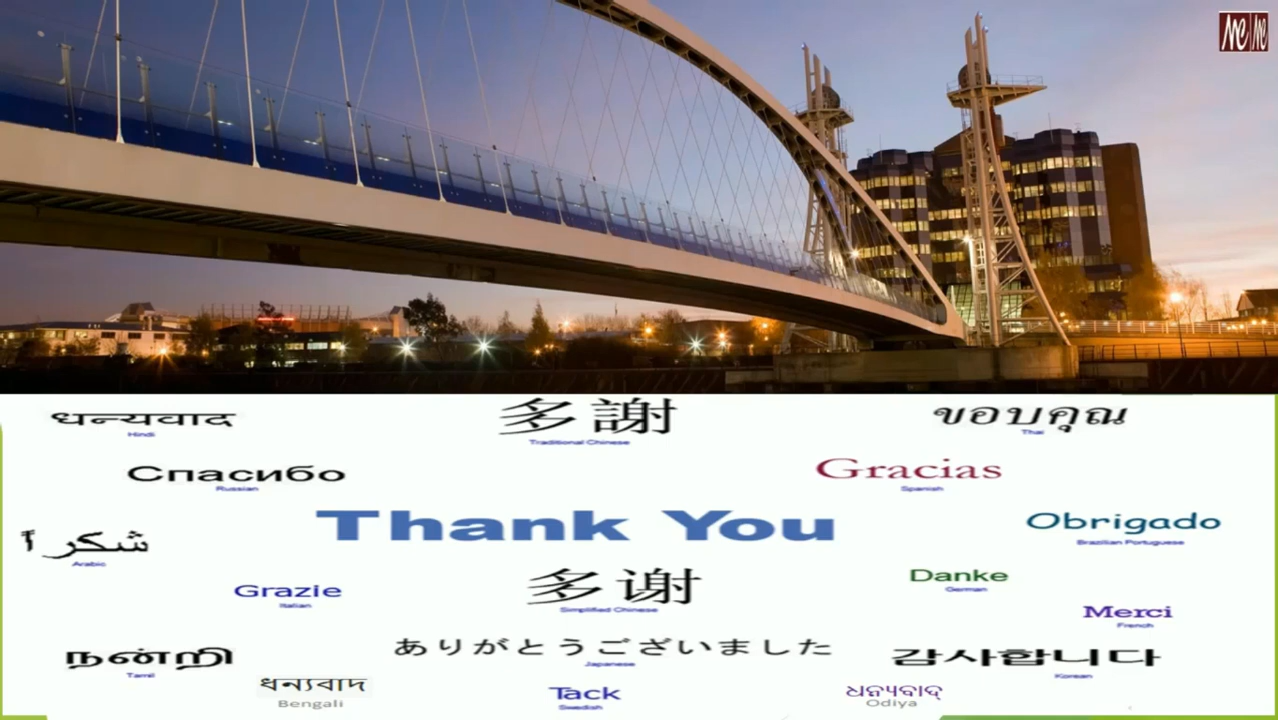 Me Me
धन्यवाद
Hindi
多謝
Traditional Chinese
ขอบคุณ
Thai
Спасибо
Russian
Gracias
Spanish
Thank You
Obrigado
Brazilian Portuguese
شكراً
Arabic
Grazie
Italian
多谢
Simplified Chinese
Danke
German
Merci
French
நன்றி
Tamil
ありがとうございました
Japanese
감사합니다
Korean
ধন্যবাদ
Bengali
Tack
Swedish
ଧନ୍ୟବାଦ୍
Odiya